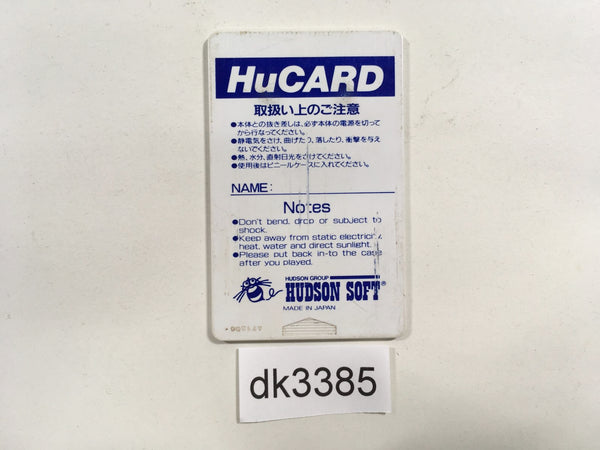 HuCARD
取扱い上のご注意
●本体との抜き差しは、必ず本体の電源を切って
から行なってください。
●静電気をさけ、曲げたり、落したり、衝撃を与え
ないでください。
●熱、水分、直射日光をさけてください。
●使用後はビニールケースに入れてください。
NAME:
Notes
●Don't bend, drop or subject to
shock.
●Keep away from static electricity,
heat, water and direct sunlight.
●Please put back in-to the case
after you played.
HUDSON GROUP
HUDSON SOFT®
MADE IN JAPAN
dk3385